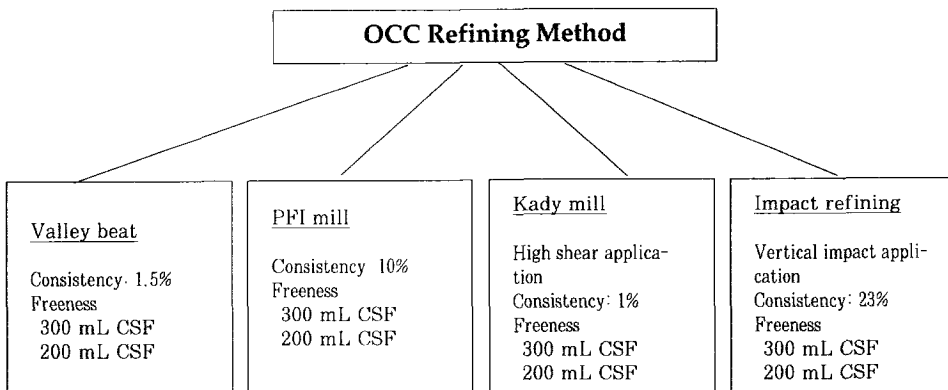 OCC Refining Method
Valley beat
Consistency· 1.5%
Freeness
300 mL CSF
200 mL CSF
PFI mill
Consistency 10%
Freeness
300 mL CSF
200 mL CSF
Kady mill
High shear applica-
tion
Consistency: 1%
Freeness
300 mL CSF
200 mL CSF
Impact refining
Vertical impact appli-
cation
Consistency: 23%
Freeness
300 mL CSF
200 mL CSF